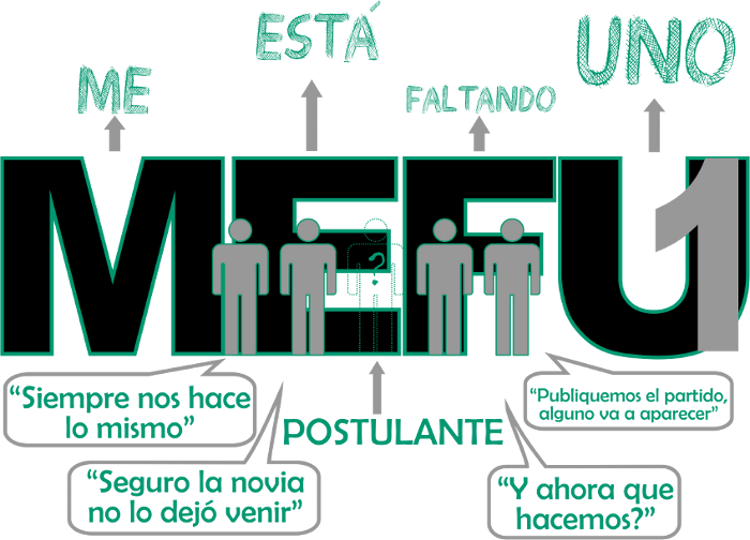 ME
ESTÁ
FALTANDO
UNO
MEFU1
?
POSTULANTE
“Siempre nos hace
lo mismo”
“Seguro la novia
no lo dejó venir”
“Publiquemos el partido,
alguno va a aparecer”
“Y ahora que
hacemos?”